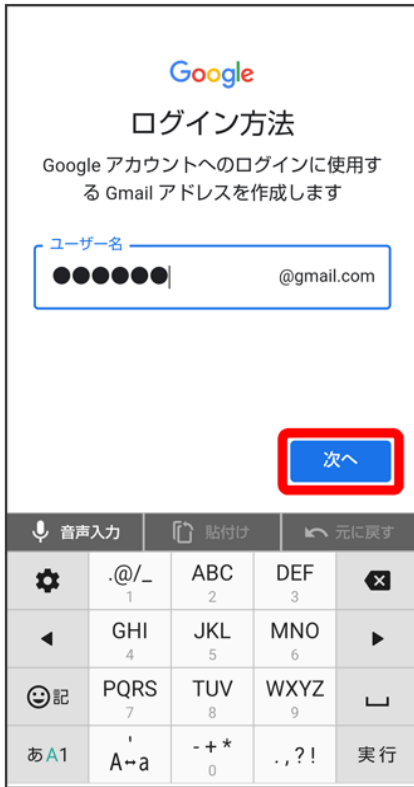 Google
ログイン方法
Google アカウントへのログインに使用す
る Gmail アドレスを作成します
ユーザー名
●●●●●● @gmail.com
次へ
音声入力 貼付け 元に戻す
.@/_ ABC DEF
1 2 3
GHI JKL MNO
4 5 6
記 PQRS TUV WXYZ
7 8 9
あA1 ' - + * . , ? ! 実行
A↔a 0